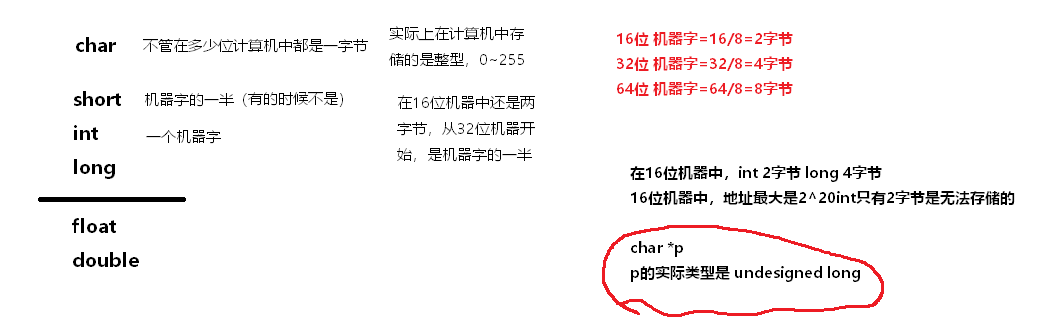 char
不管在多少位计算机中都是一字节
实际上在计算机中存
储的是整型，0~255
16位 机器字=16/8=2字节
32位 机器字=32/8=4字节
64位 机器字=64/8=8字节
short
机器字的一半（有的时候不是）
int
一个机器字
long
在16位机器中还是两
字节，从32位机器开
始，是机器字的一半
在16位机器中，int 2字节 long 4字节
16位机器中，地址最大是2^20int只有2字节是无法存储的
float
double
char *p
p的实际类型是 undesigned long